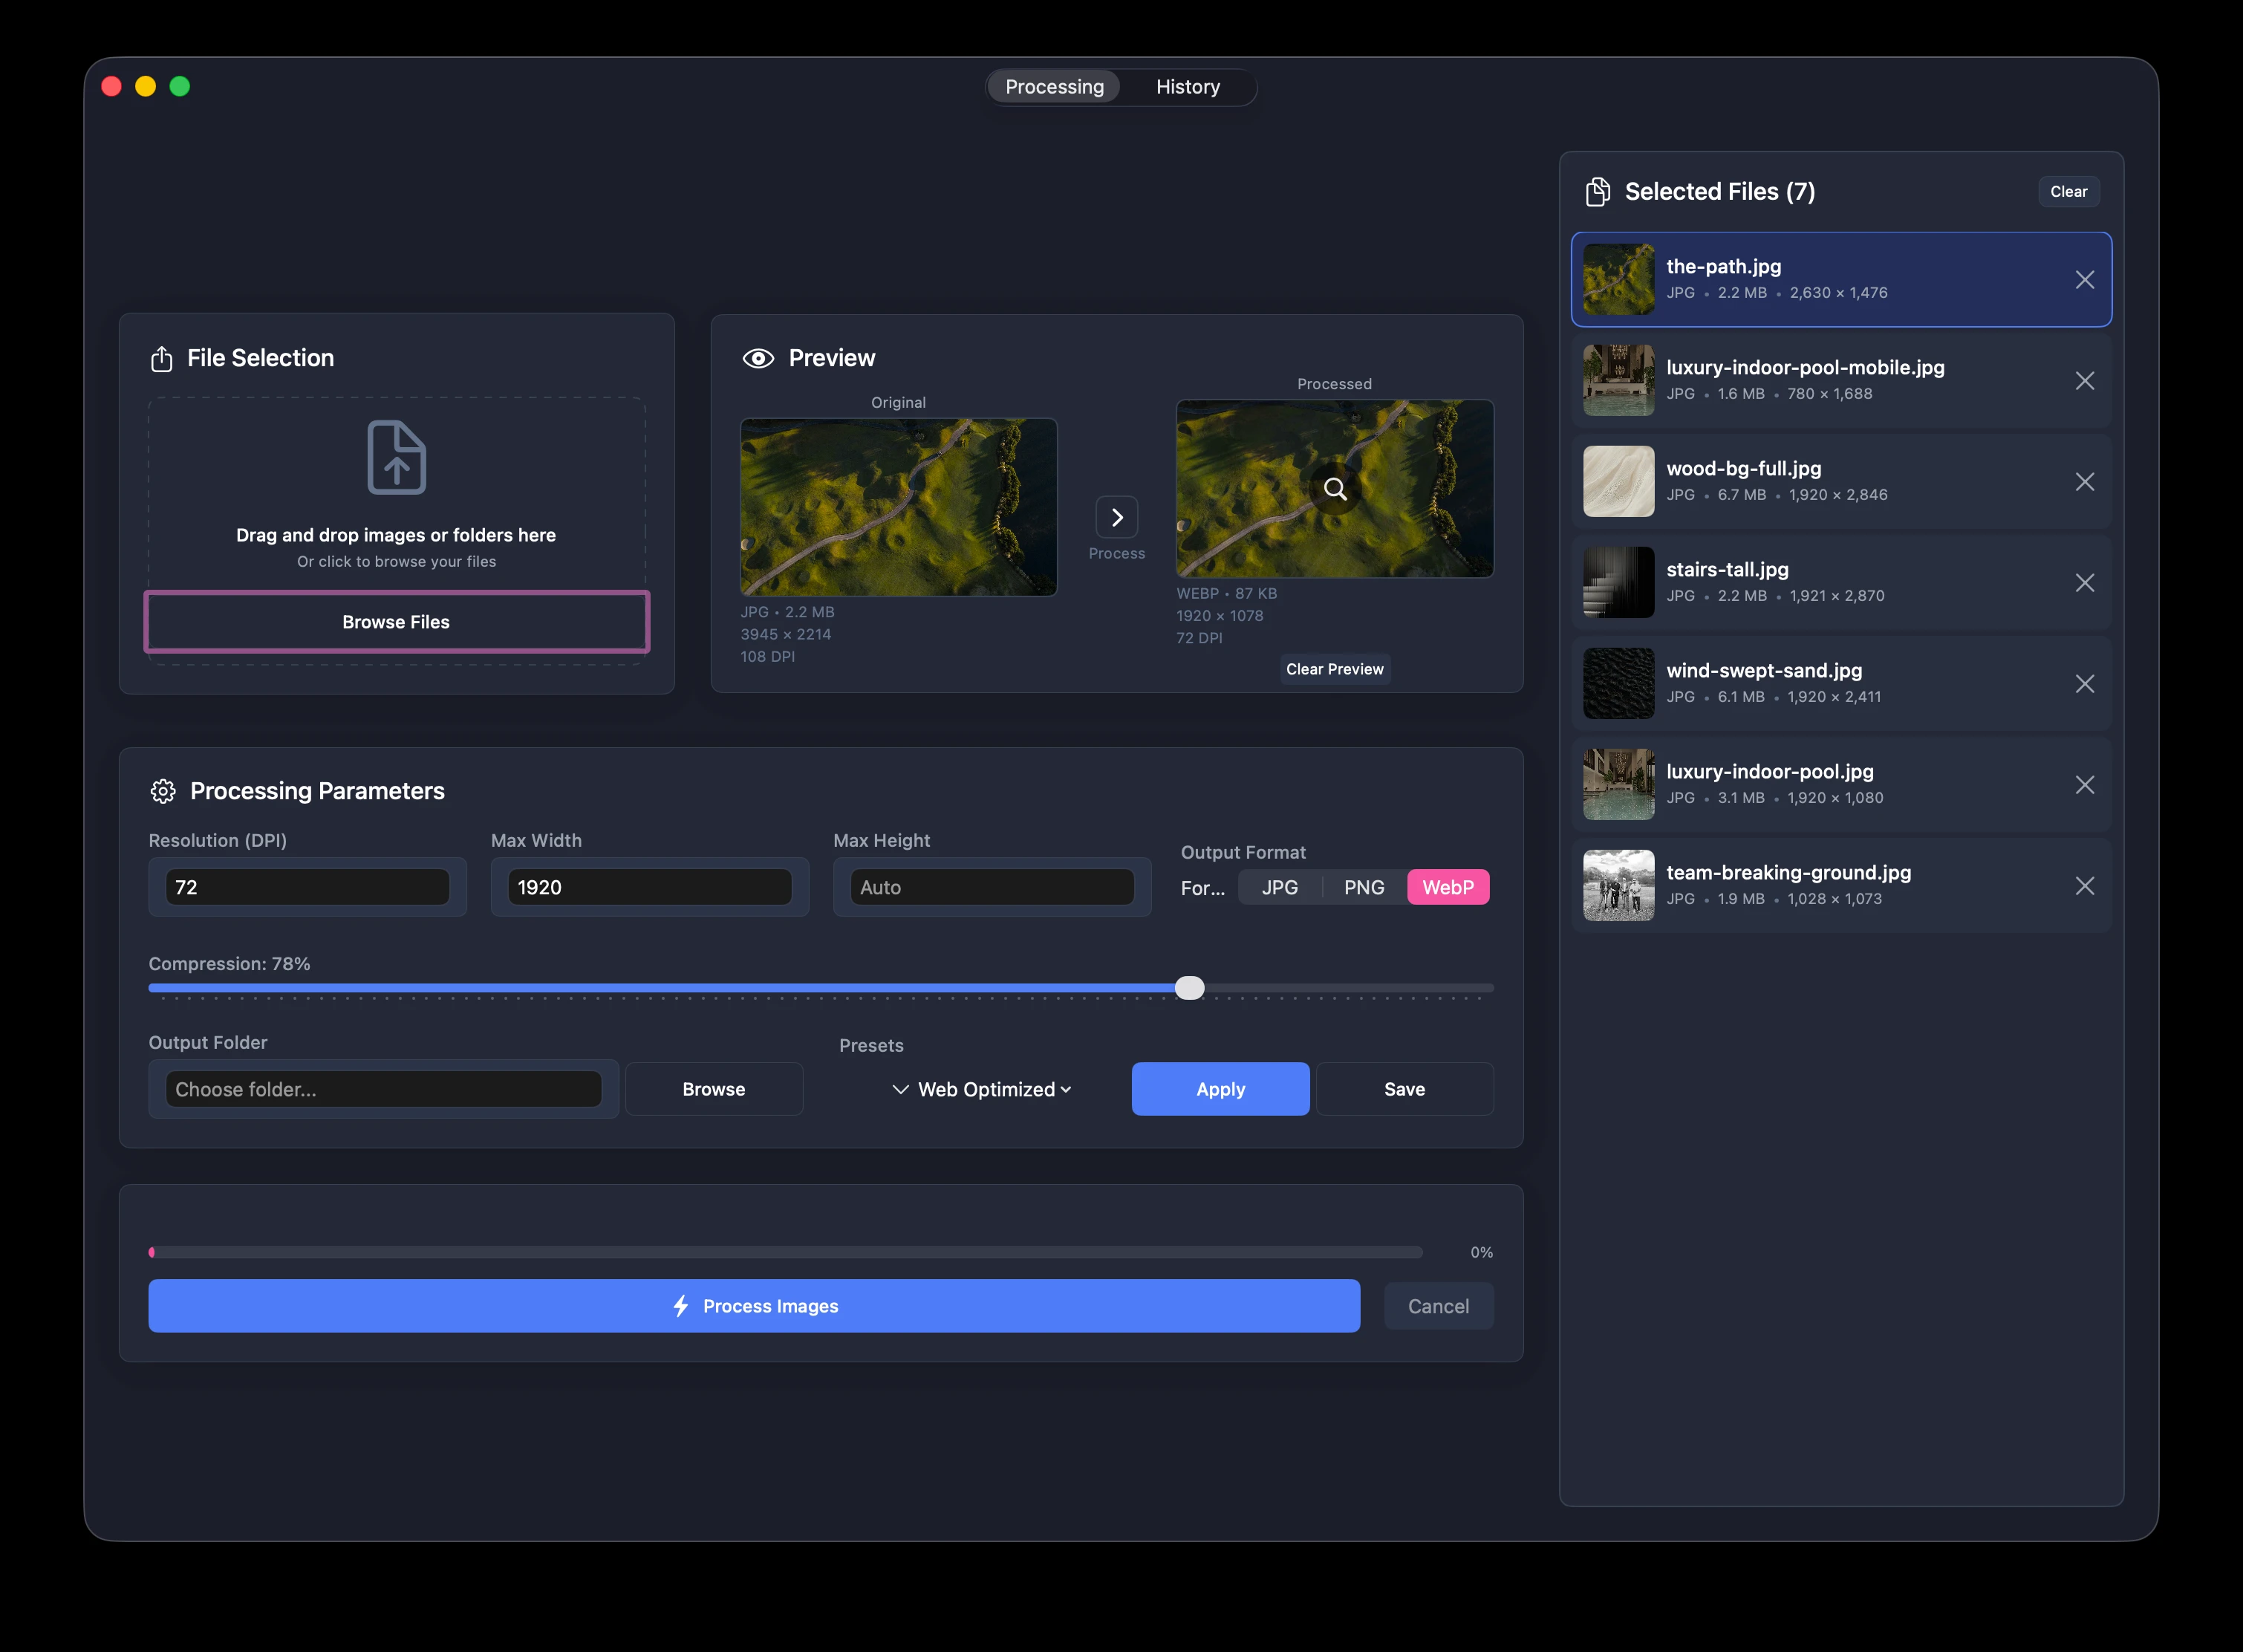 Processing
History
File Selection
Drag and drop images or folders here
Or click to browse your files
Browse Files
Preview
Original
JPG • 2.2 MB
3945 × 2214
108 DPI
Process
Processed
WEBP • 87 KB
1920 × 1078
72 DPI
Clear Preview
Processing Parameters
Resolution (DPI)
72
Max Width
1920
Max Height
Auto
Output Format
For...
JPG
PNG
WebP
Compression: 78%
Output Folder
Choose folder...
Browse
Presets
Web Optimized
Apply
Save
0%
Process Images
Cancel
Selected Files (7)
Clear
the-path.jpg
JPG • 2.2 MB • 2,630 × 1,476
luxury-indoor-pool-mobile.jpg
JPG • 1.6 MB • 780 × 1,688
wood-bg-full.jpg
JPG • 6.7 MB • 1,920 × 2,846
stairs-tall.jpg
JPG • 2.2 MB • 1,921 × 2,870
wind-swept-sand.jpg
JPG • 6.1 MB • 1,920 × 2,411
luxury-indoor-pool.jpg
JPG • 3.1 MB • 1,920 × 1,080
team-breaking-ground.jpg
JPG • 1.9 MB • 1,028 × 1,073